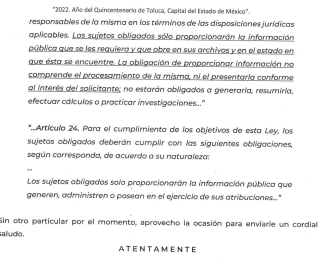 "2022. Año del Quincentenario de Toluca, Capital del Estado de México".
responsables de la misma en los términos de las disposiciones jurídicas
aplicables. Los sujetos obligados sólo proporcionarán la información
pública que se les requiera y que obre en sus archivos y en el estado en
que ésta se encuentre. La obligación de proporcionar información no
comprende el procesamiento de la misma, ni el presentarla conforme
al interés del solicitante; no estarán obligados a generarla, resumirla,
efectuar cálculos o practicar investigaciones..."
"...Artículo 24. Para el cumplimiento de los objetivos de esta Ley, los
sujetos obligados deberán cumplir con las siguientes obligaciones,
según corresponda, de acuerdo a su naturaleza:
...
Los sujetos obligados solo proporcionarán la información pública que
generen, administren o posean en el ejercicio de sus atribuciones..."
Sin otro particular por el momento, aprovecho la ocasión para enviarle un cordial
saludo.
ATENTAMENTE